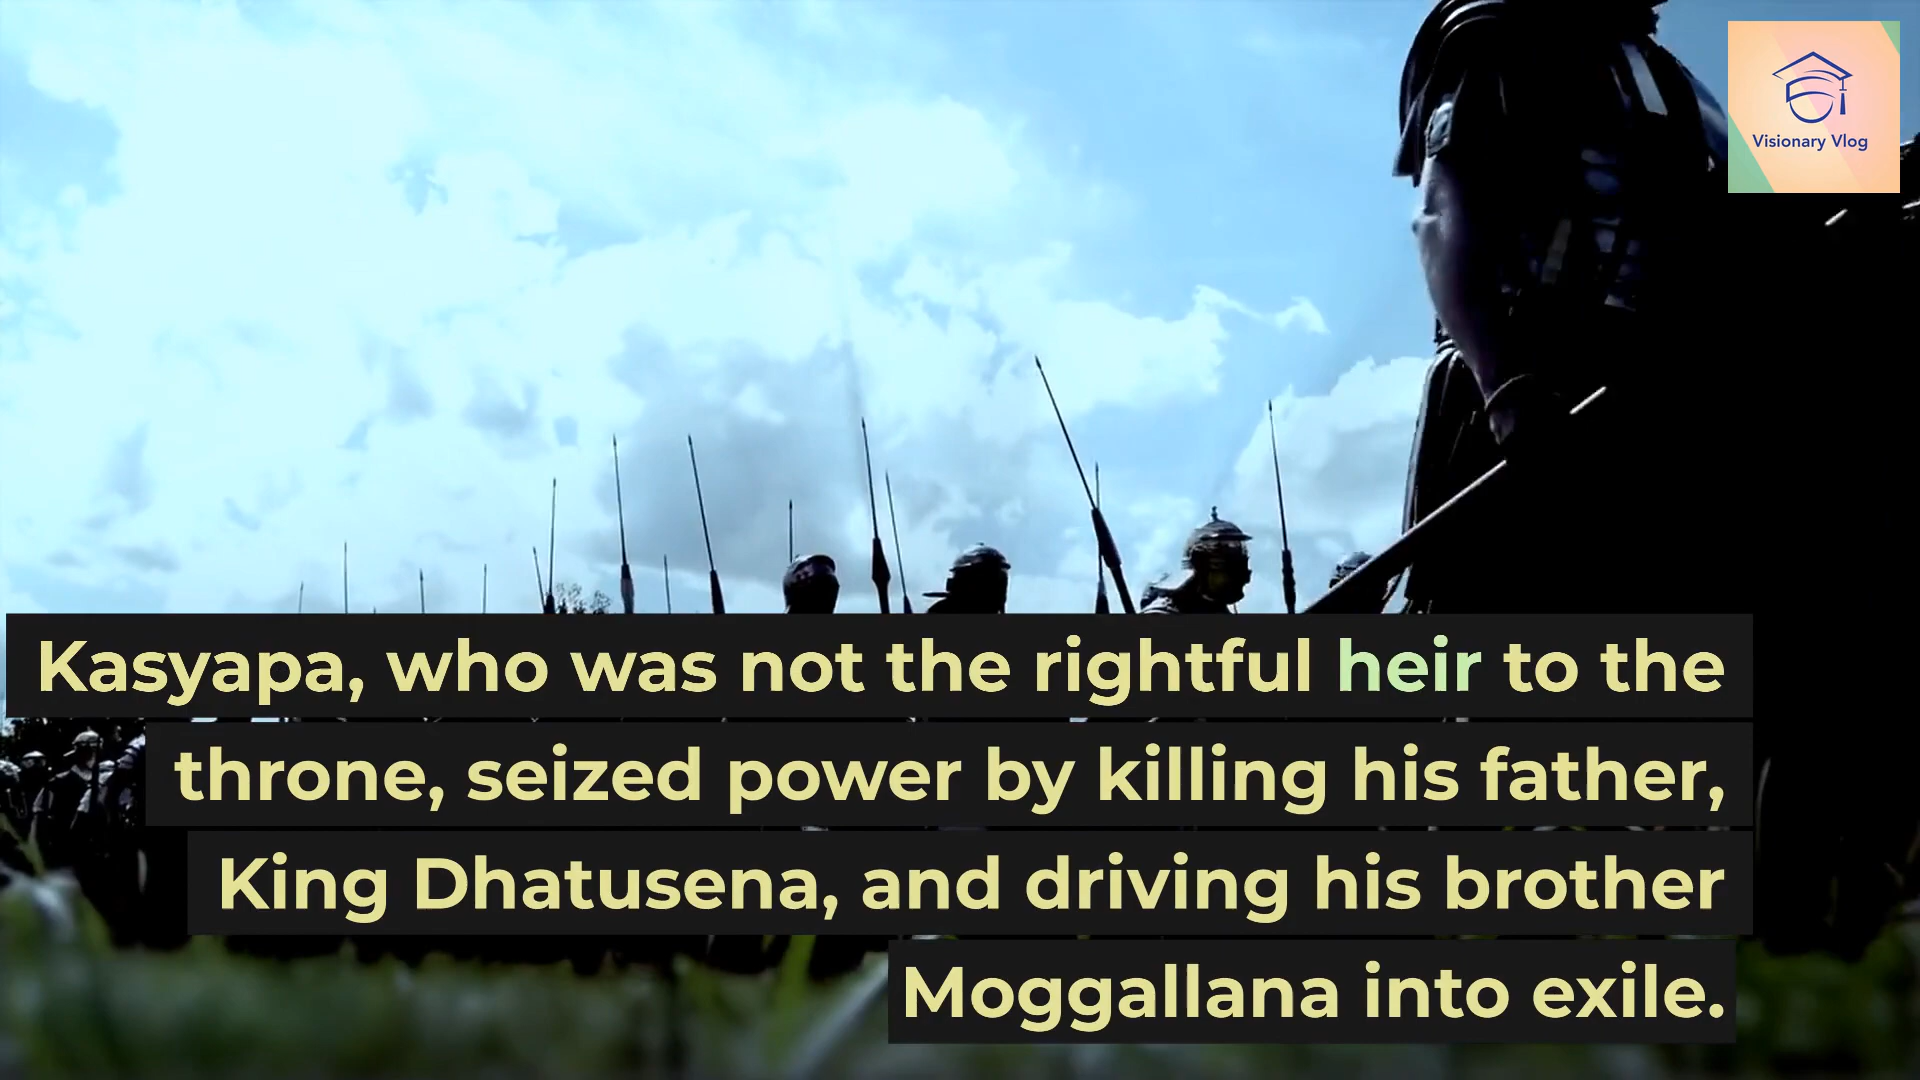 Visionary Vlog
Kasyapa, who was not the rightful heir to the
throne, seized power by killing his father,
King Dhatusena, and driving his brother
Moggallana into exile.